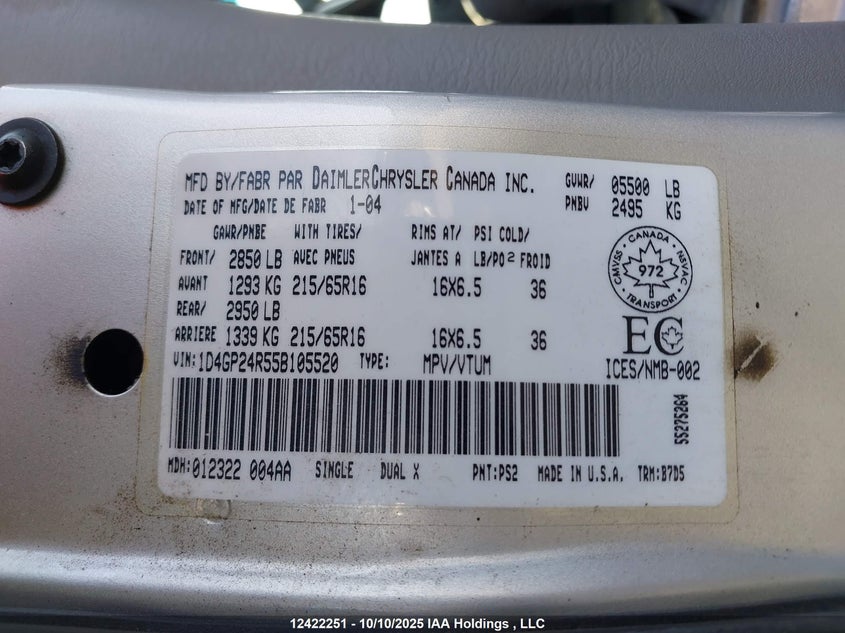 MFD BY/FABR PAR DAIMLERCHRYSLER CANADA INC. GVWR/ 05500 LB
DATE OF MFG/DATE DE FABR 1-04 PNBV 2495 KG
GAWR/PNBE WITH TIRES/ RIMS AT/ PSI COLD/
FRONT/ 2850 LB AVEC PNEUS JANTES A LB/PO² FROID
AVANT 1293 KG 215/65R16 16X6.5 36
REAR/ 2950 LB
ARRIERE 1339 KG 215/65R16 16X6.5 36
CANADA
CMVSS NSVAC
972
TRANSPORT
EC
VIN: 1D4GP24R55B105520 TYPE: MPV/VTUM ICES/NMB-002
55275264
MDH: 012322 004AA SINGLE DUAL X PNT: PS2 MADE IN U.S.A. TRM: B7D5
12422251 - 10/10/2025 IAA Holdings , LLC